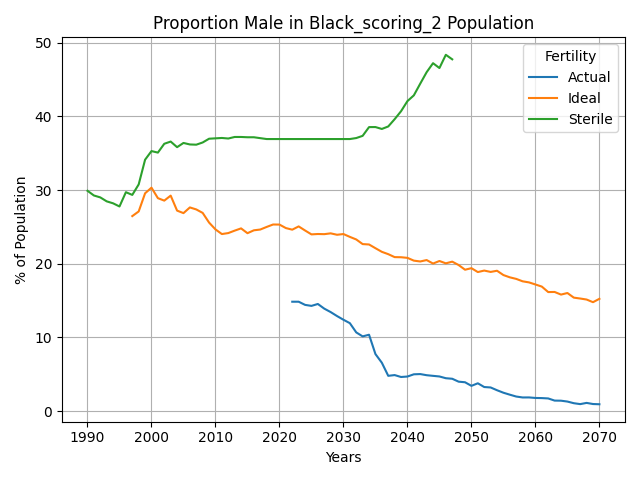 Proportion Male in Black_scoring_2 Population
Fertility
Actual
Ideal
Sterile
% of Population
50
40
30
20
10
0
1990 2000 2010 2020 2030 2040 2050 2060 2070
Years